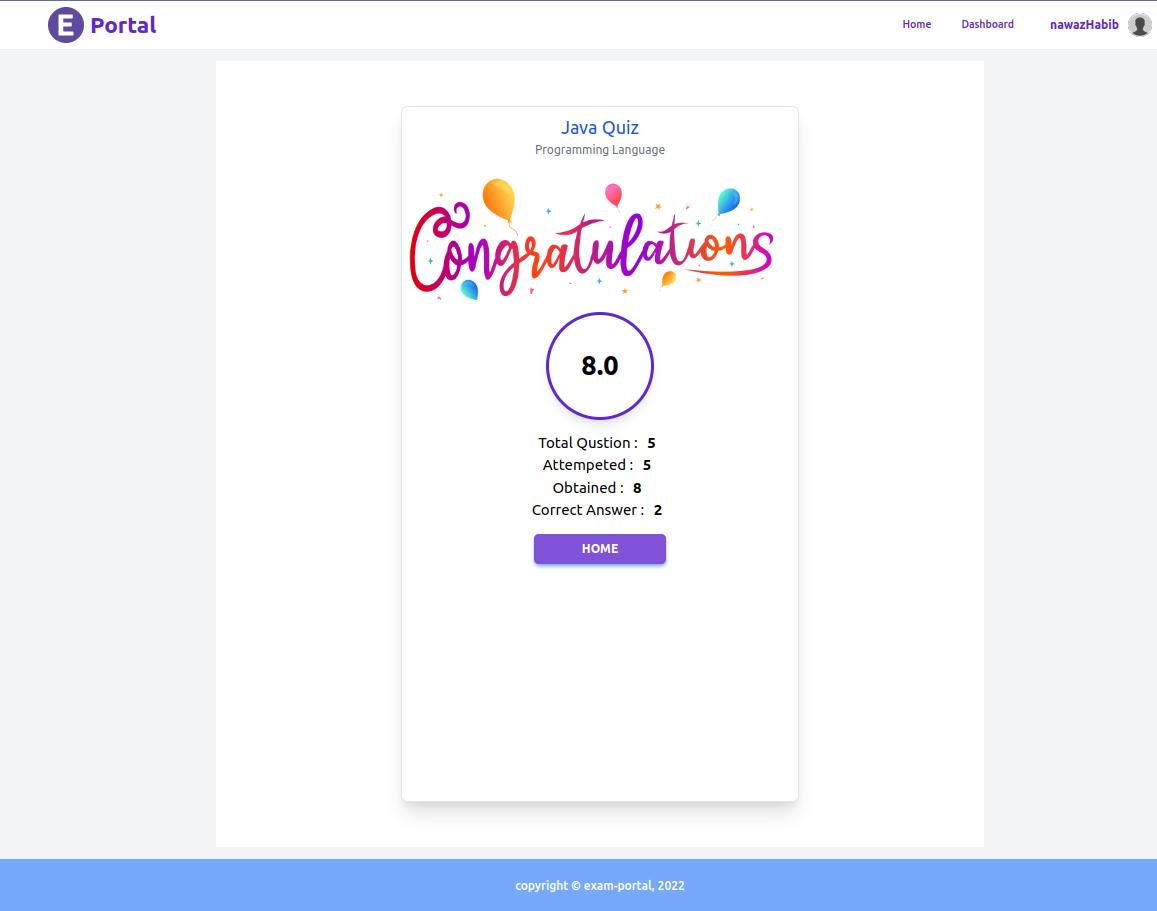 E Portal
Home Dashboard nawazHabib
Java Quiz
Programming Language
Congratulations
8.0
Total Qustion : 5
Attempeted : 5
Obtained : 8
Correct Answer : 2
HOME
copyright © exam-portal, 2022